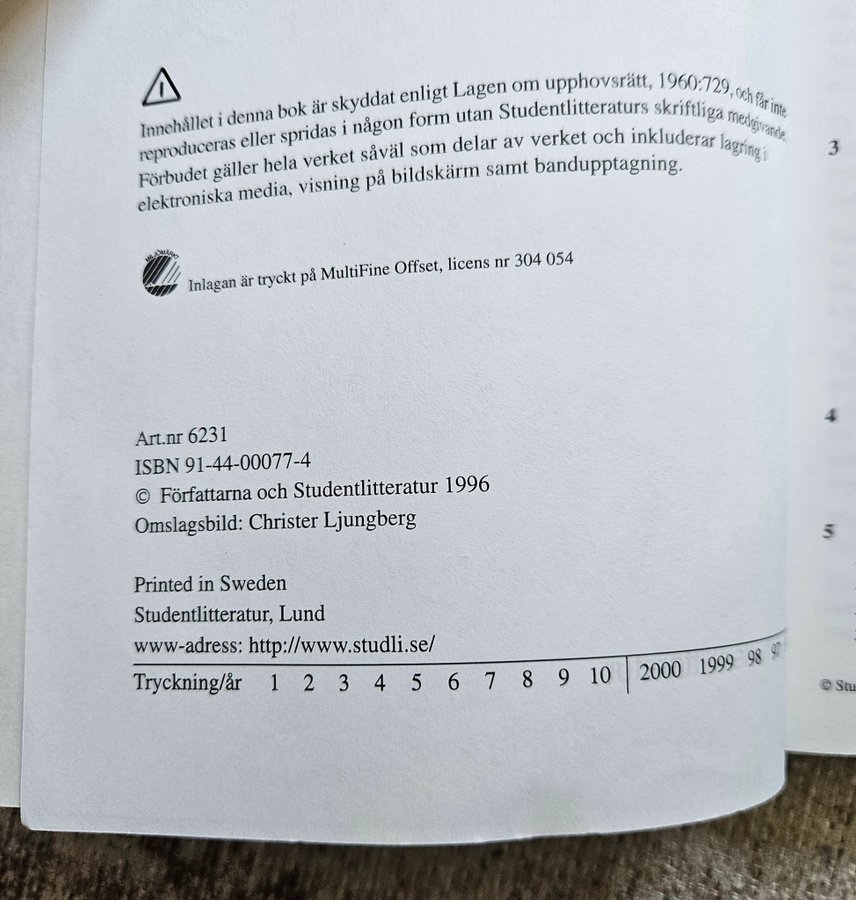 Innehållet i denna bok är skyddat enligt Lagen om upphovsrätt, 1960:729, och får inte
reproduceras eller spridas i någon form utan Studentlitteraturs skriftliga medgivande.
Förbudet gäller hela verket såväl som delar av verket och inkluderar lagring i
elektroniska media, visning på bildskärm samt bandupptagning.
MILJÖMÄRKT
Inlagan är tryckt på MultiFine Offset, licens nr 304 054
Art.nr 6231
ISBN 91-44-00077-4
© Författarna och Studentlitteratur 1996
Omslagsbild: Christer Ljungberg
Printed in Sweden
Studentlitteratur, Lund
www-adress: http://www.studli.se/
Tryckning/år 1 2 3 4 5 6 7 8 9 10 2000 1999 98 97
3
4
5
© Stu